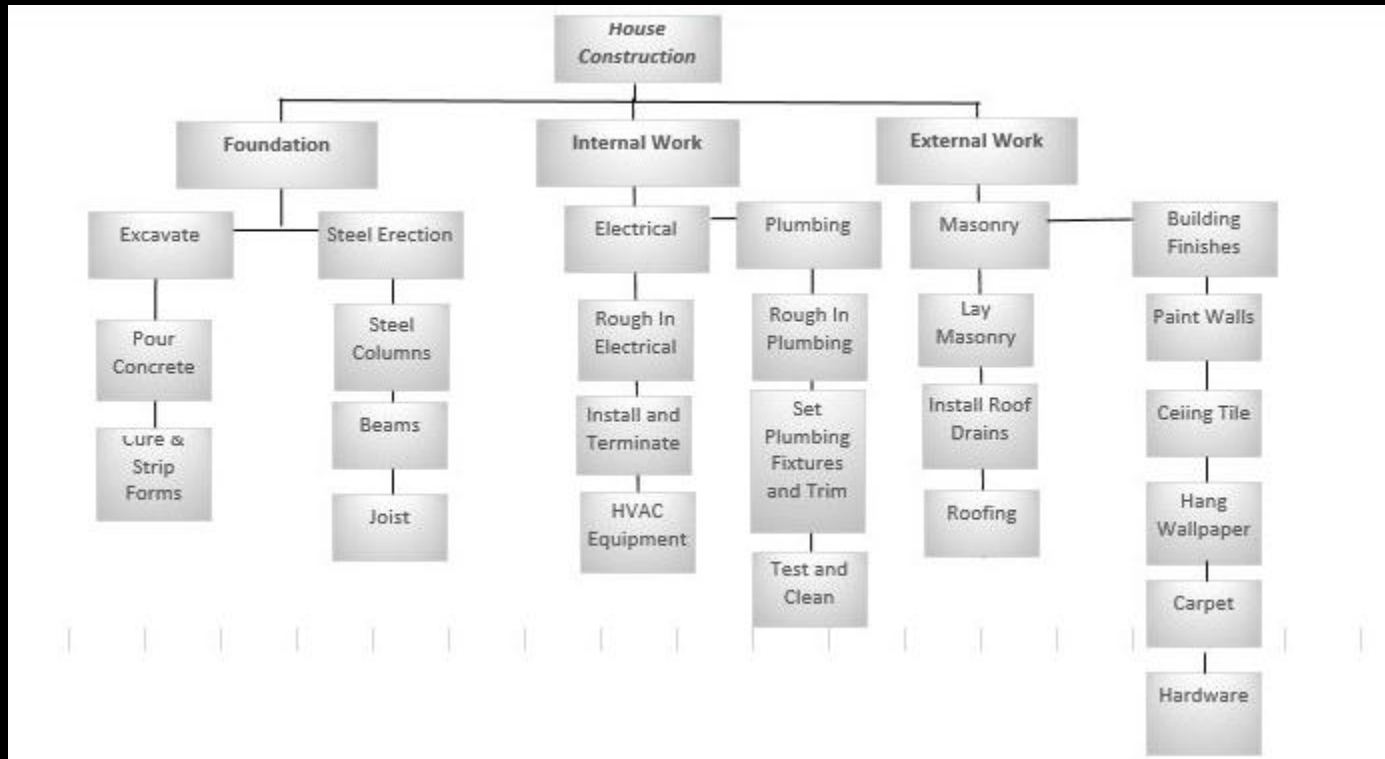 House
Construction
Foundation
Internal Work
External Work
Excavate
Steel Erection
Electrical
Plumbing
Masonry
Building
Finishes
Pour
Concrete
Steel
Columns
Rough In
Electrical
Rough In
Plumbing
Lay
Masonry
Paint Walls
Cure &
Strip
Forms
Beams
Install and
Terminate
Set
Plumbing
Fixtures
and Trim
Install Roof
Drains
Ceiing Tile
Joist
HVAC
Equipment
Roofing
Hang
Wallpaper
Test and
Clean
Carpet
Hardware